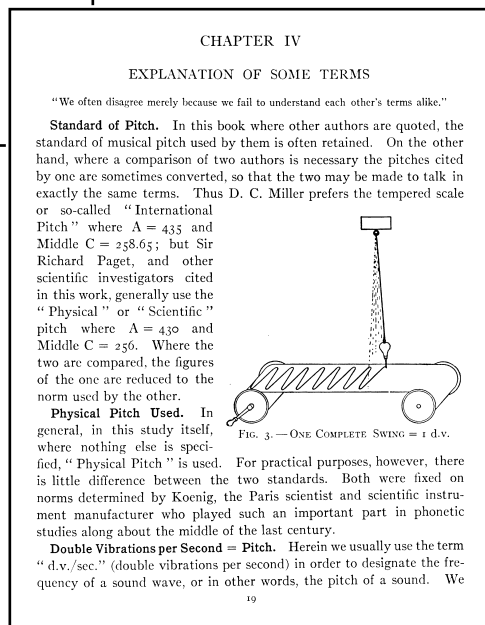 CHAPTER IV
EXPLANATION OF SOME TERMS
"We often disagree merely because we fail to understand each other's terms alike."
Standard of Pitch. In this book where other authors are quoted, the
standard of musical pitch used by them is often retained. On the other
hand, where a comparison of two authors is necessary the pitches cited
by one are sometimes converted, so that the two may be made to talk in
exactly the same terms. Thus D. C. Miller prefers the tempered scale
or so-called "International
Pitch" where A = 435 and
Middle C = 258.65; but Sir
Richard Paget, and other
scientific investigators cited
in this work, generally use the
"Physical" or "Scientific"
pitch where A = 430 and
Middle C = 256. Where the
two are compared, the figures
of the one are reduced to the
norm used by the other.
Physical Pitch Used. In
general, in this study itself,
where nothing else is speci-
fied, "Physical Pitch" is used. For practical purposes, however, there
is little difference between the two standards. Both were fixed on
norms determined by Koenig, the Paris scientist and scientific instru-
ment manufacturer who played such an important part in phonetic
studies along about the middle of the last century.
Double Vibrations per Second = Pitch. Herein we usually use the term
"d.v./sec." (double vibrations per second) in order to designate the fre-
quency of a sound wave, or in other words, the pitch of a sound. We
FIG. 3.—ONE COMPLETE SWING = 1 d.v.
19